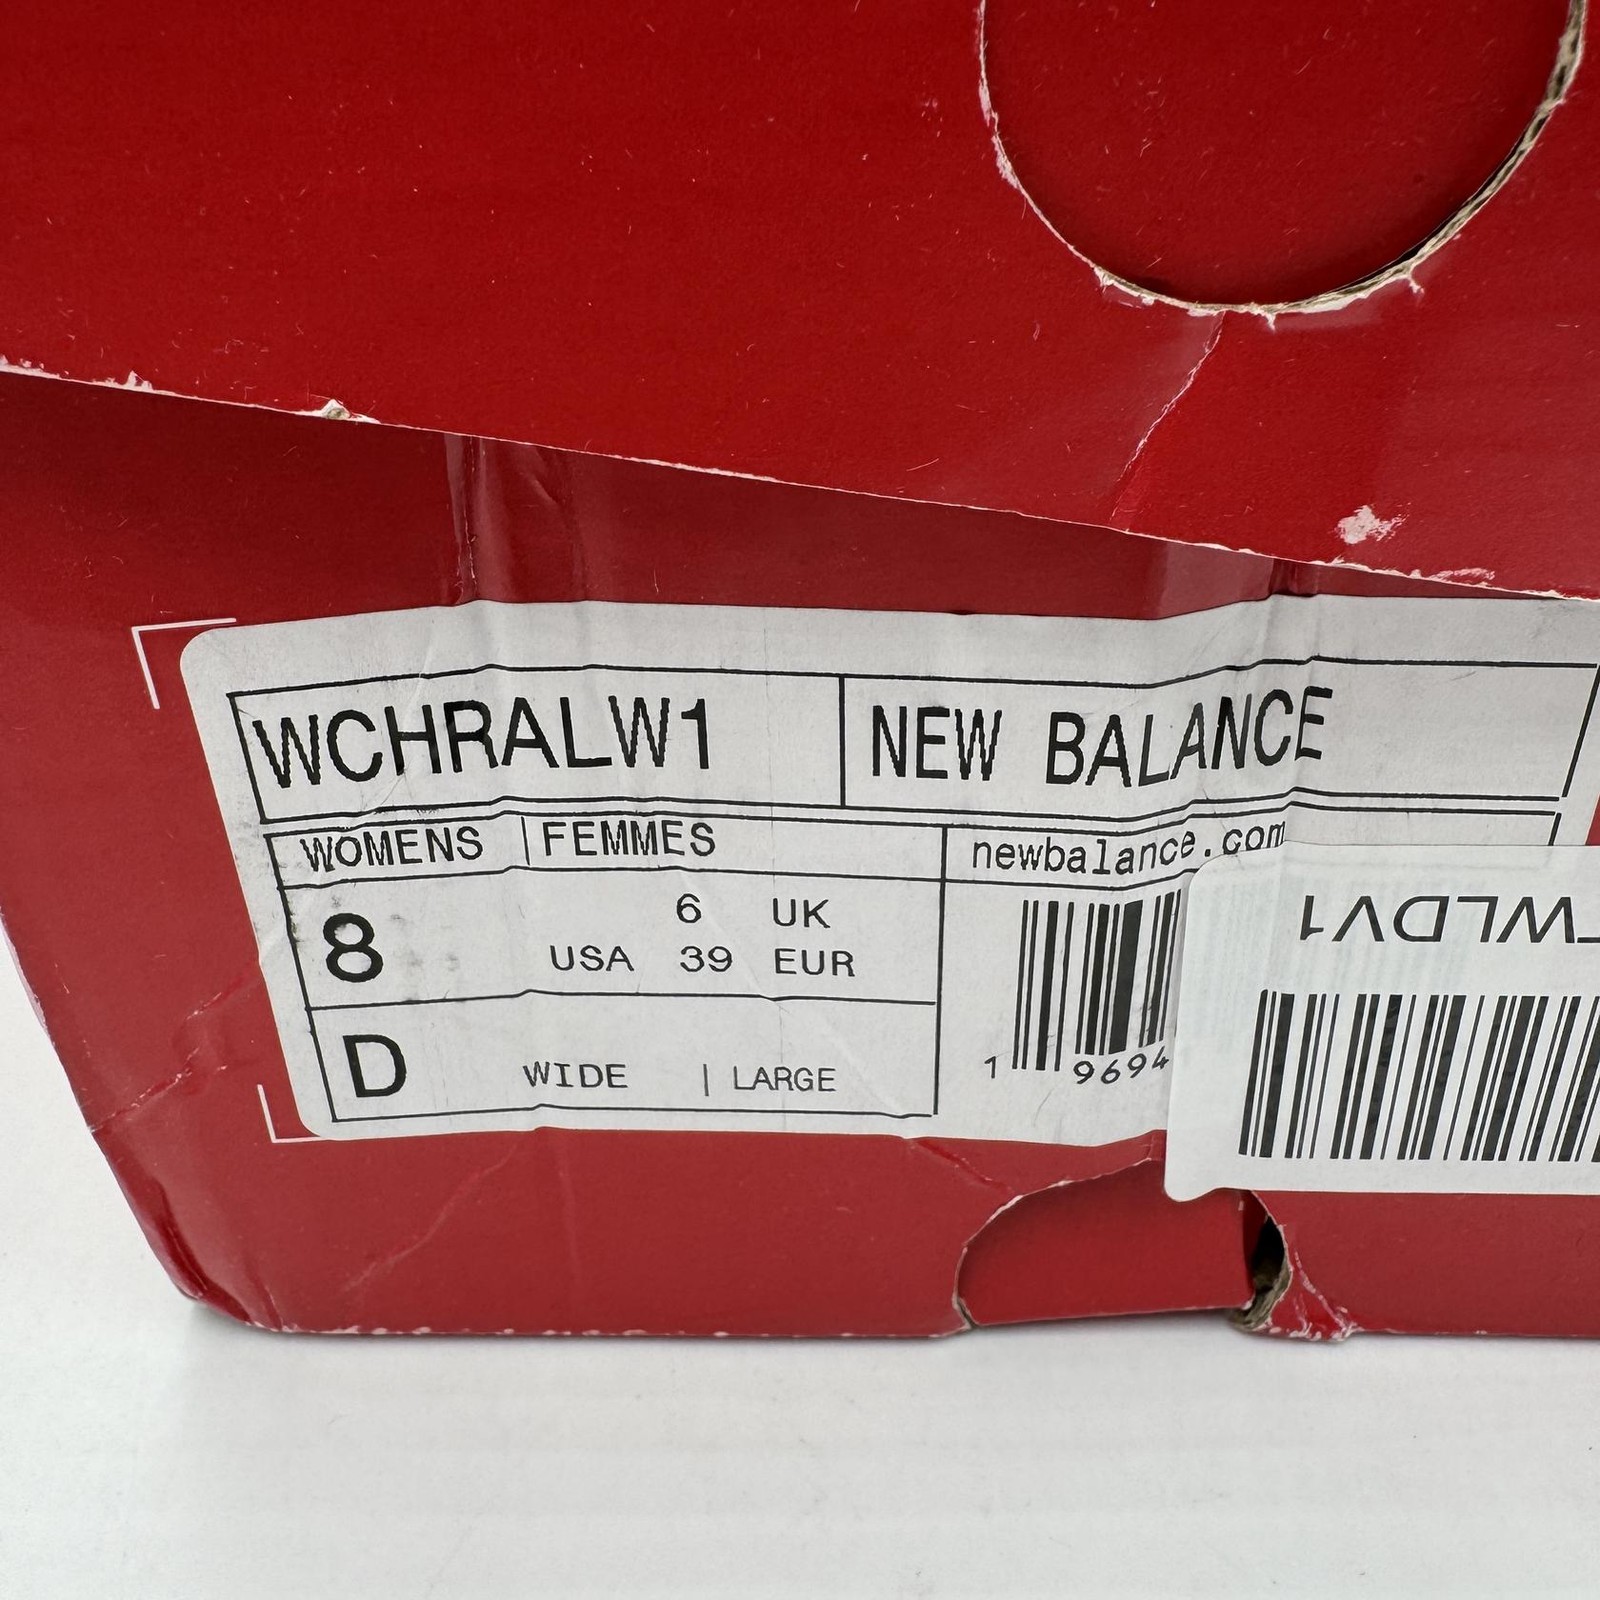 WCHRALW1 NEW BALANCE
WOMENS | FEMMES newbalance.com
8 6 UK
USA 39 EUR
D WIDE | LARGE
1 9694
WLDV1